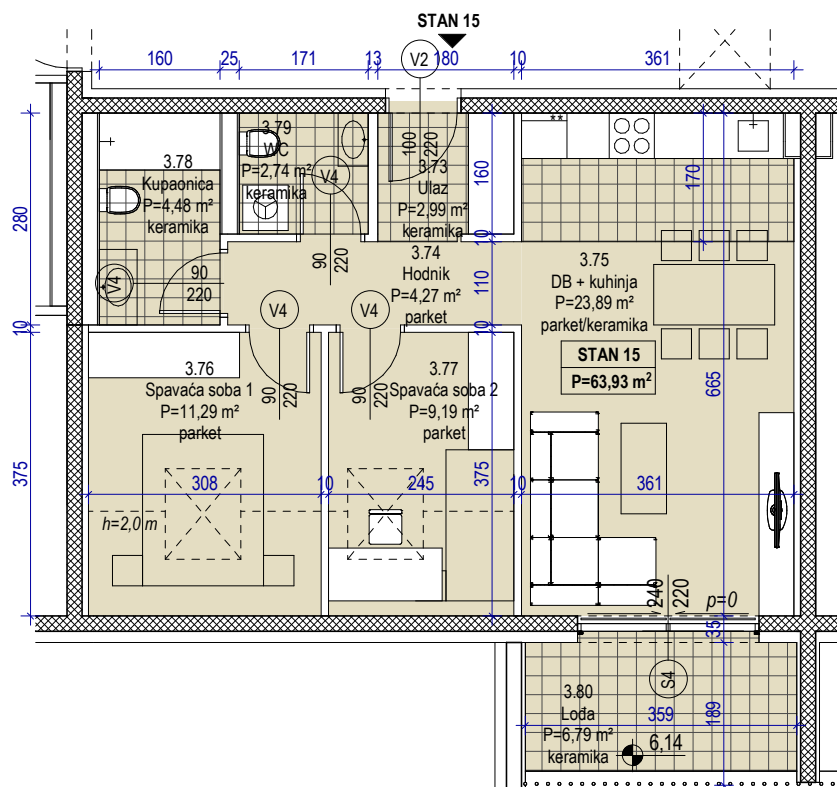 STAN 15
160 25 171 13 180 10 361
V2
**
100
220
3.79
WC
P=2,74 m²
keramika
V4
3.78
Kupaonica
P=4,48 m²
keramika
3.73
Ulaz
P=2,99 m²
keramika
160
170
280
10
90
220
V4
90
220
3.74
Hodnik
P=4,27 m²
parket
110
10
3.75
DB + kuhinja
P=23,89 m²
parket/keramika
STAN 15
P=63,93 m²
10
V4
V4
90
220
90
220
3.76
Spavaća soba 1
P=11,29 m²
parket
3.77
Spavaća soba 2
P=9,19 m²
parket
665
375
375
308 10 245 10 361
h=2,0 m
240
220
p=0
35
S4
3.80
Lođa
P=6,79 m²
keramika
359
189
6,14